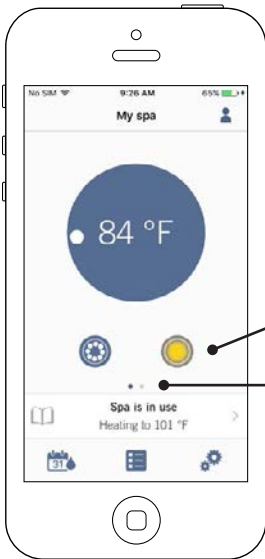 No SIM 9:26 AM 65%
My spa
84 °F
Spa is in use
Heating to 101 °F
31